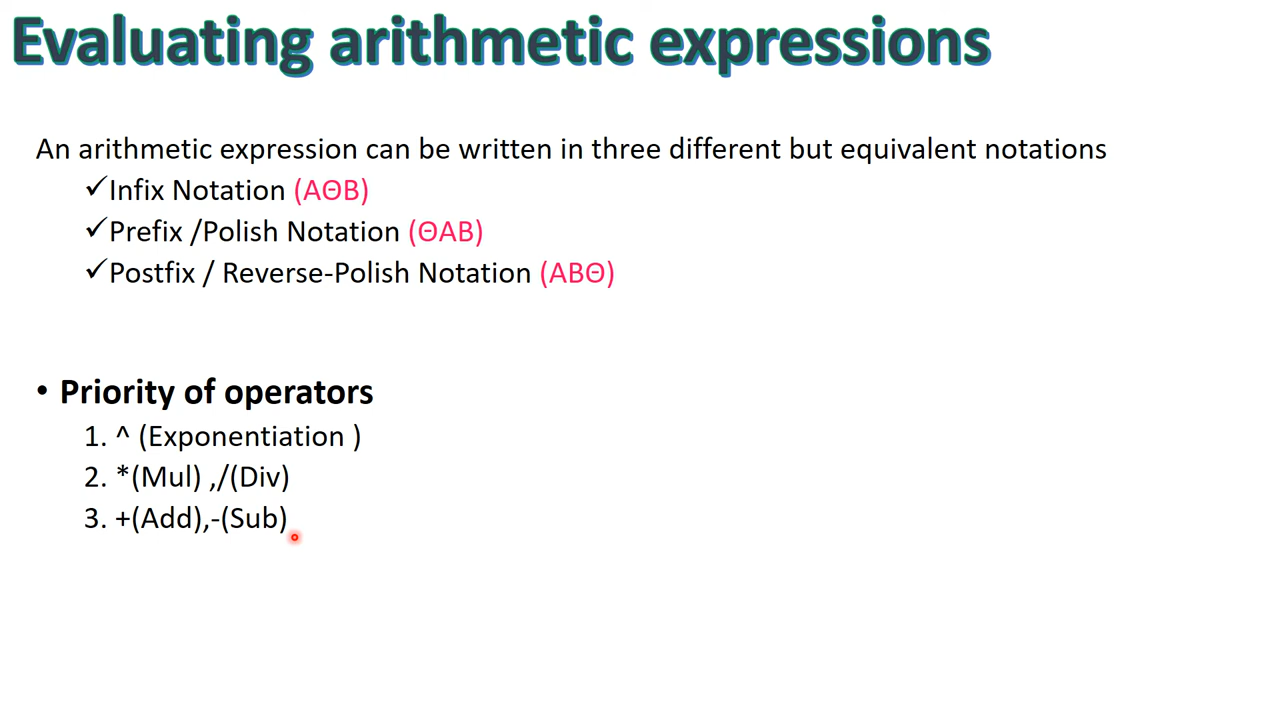 Evaluating arithmetic expressions
An arithmetic expression can be written in three different but equivalent notations
✓Infix Notation (AΘB)
✓Prefix /Polish Notation (ΘAB)
✓Postfix / Reverse-Polish Notation (ABΘ)
• Priority of operators
1. ^ (Exponentiation )
2. *(Mul) ,/(Div)
3. +(Add),-(Sub)